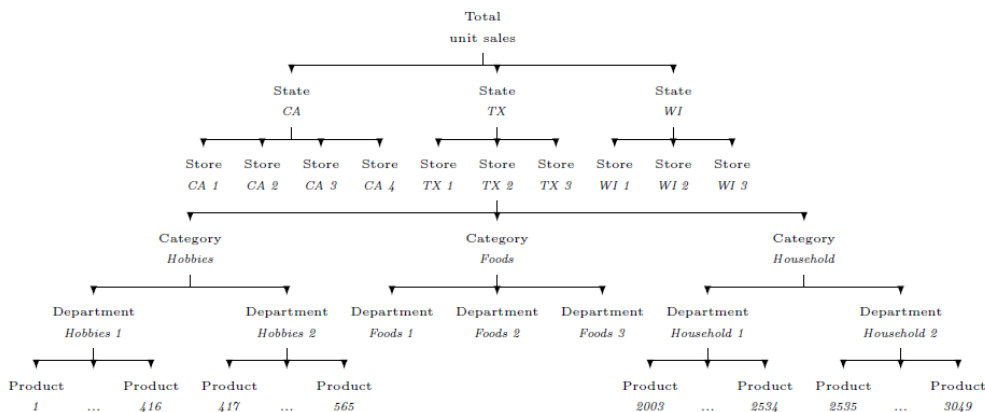 Total
unit sales
State State State
CA TX WI
Store Store Store Store Store Store Store Store Store Store
CA 1 CA 2 CA 3 CA 4 TX 1 TX 2 TX 3 WI 1 WI 2 WI 3
Category Category Category
Hobbies Foods Household
Department Department Department Department Department Department Department
Hobbies 1 Hobbies 2 Foods 1 Foods 2 Foods 3 Household 1 Household 2
Product Product Product Product Product Product Product Product
1 ... 416 417 ... 565 2003 ... 2534 2535 ... 3049